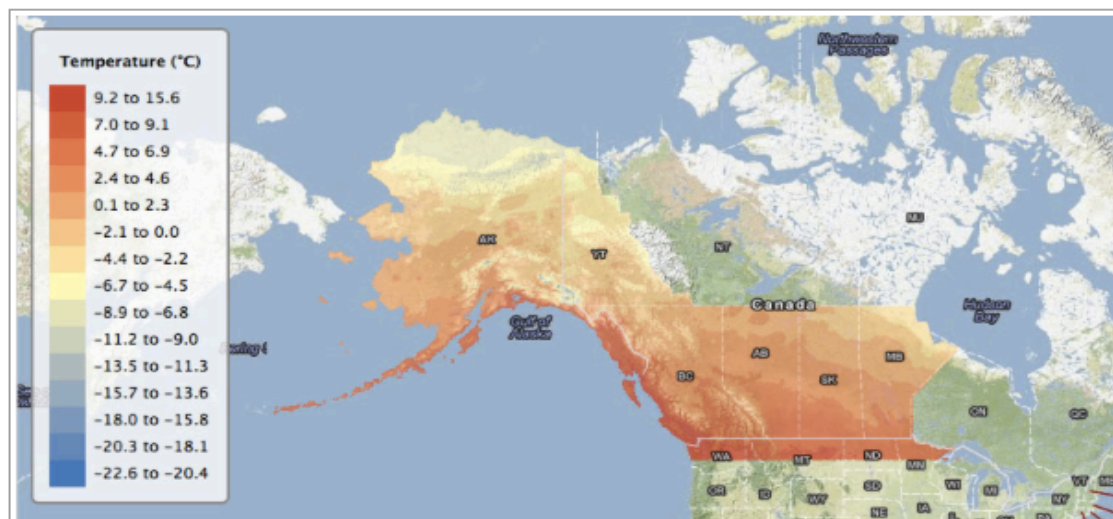 Temperature (°C)
9.2 to 15.6
7.0 to 9.1
4.7 to 6.9
2.4 to 4.6
0.1 to 2.3
−2.1 to 0.0
−4.4 to −2.2
−6.7 to −4.5
−8.9 to −6.8
−11.2 to −9.0
−13.5 to −11.3
−15.7 to −13.6
−18.0 to −15.8
−20.3 to −18.1
−22.6 to −20.4
Northwestern
Passages
NU
AK
YT
NT
Canada
Hudson
Bay
Gulf of
Alaska
BC
AB
SK
MB
ON
QC
WA
MT
ND
MN
OR
ID
WY
SD
WI
MI
VT
NY
NE
IA